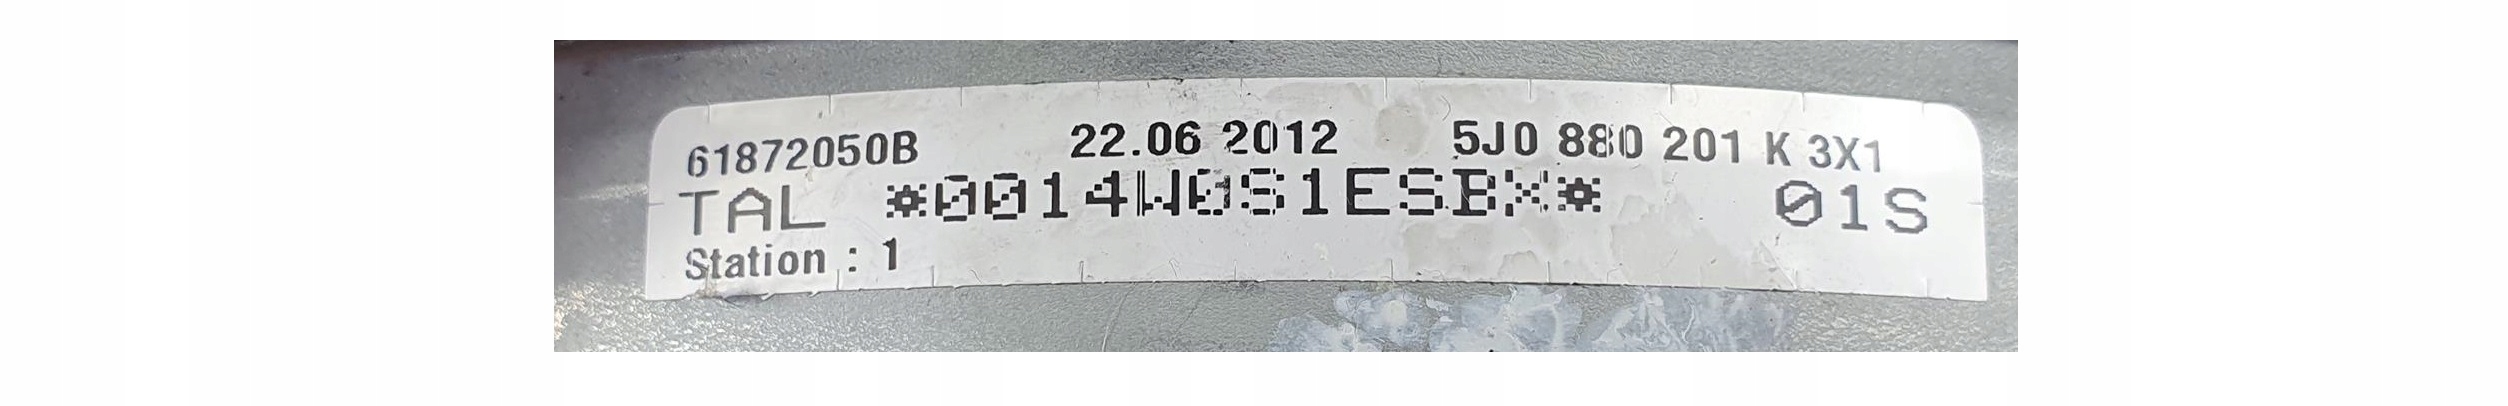 61872050B 22.06 2012 5J0 880 201 K 3X1
TAL *0014W0S1ESBX* 01S
Station : 1